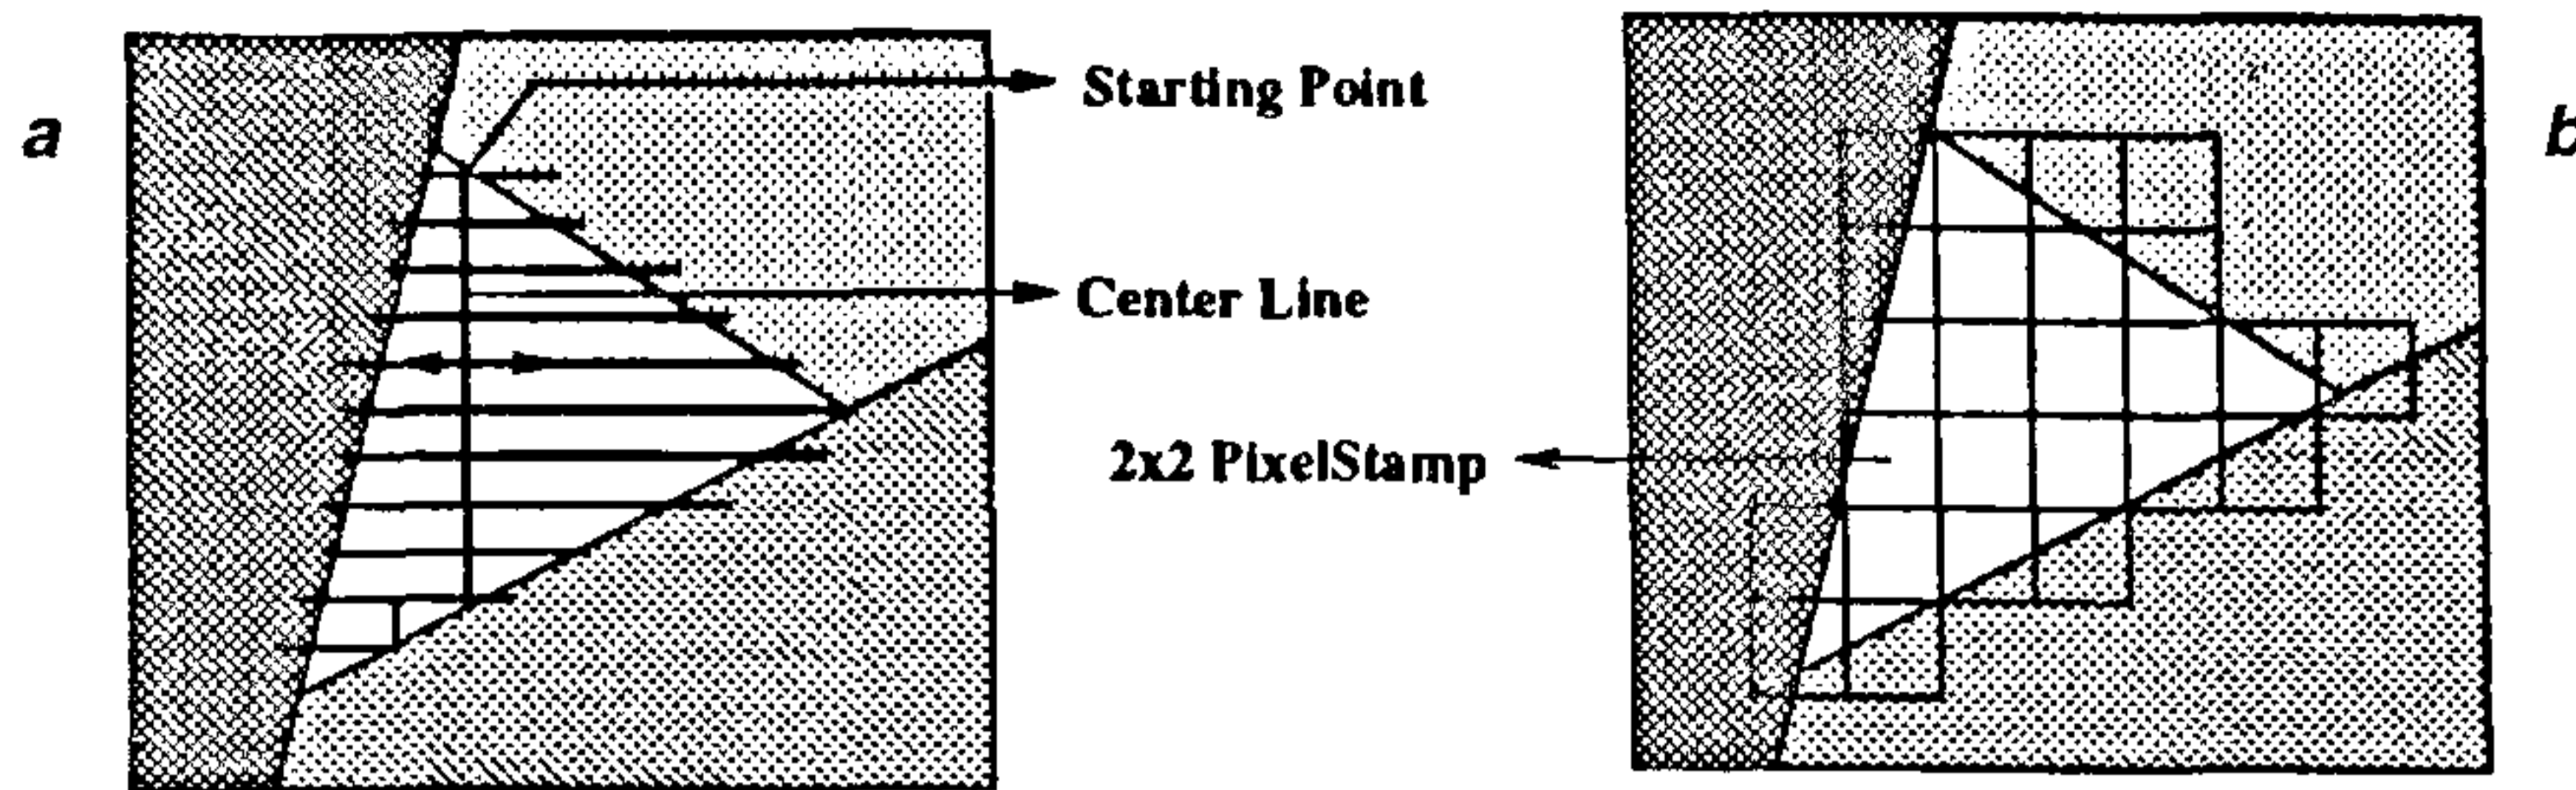 a
Starting Point
Center Line
2x2 PixelStamp
b